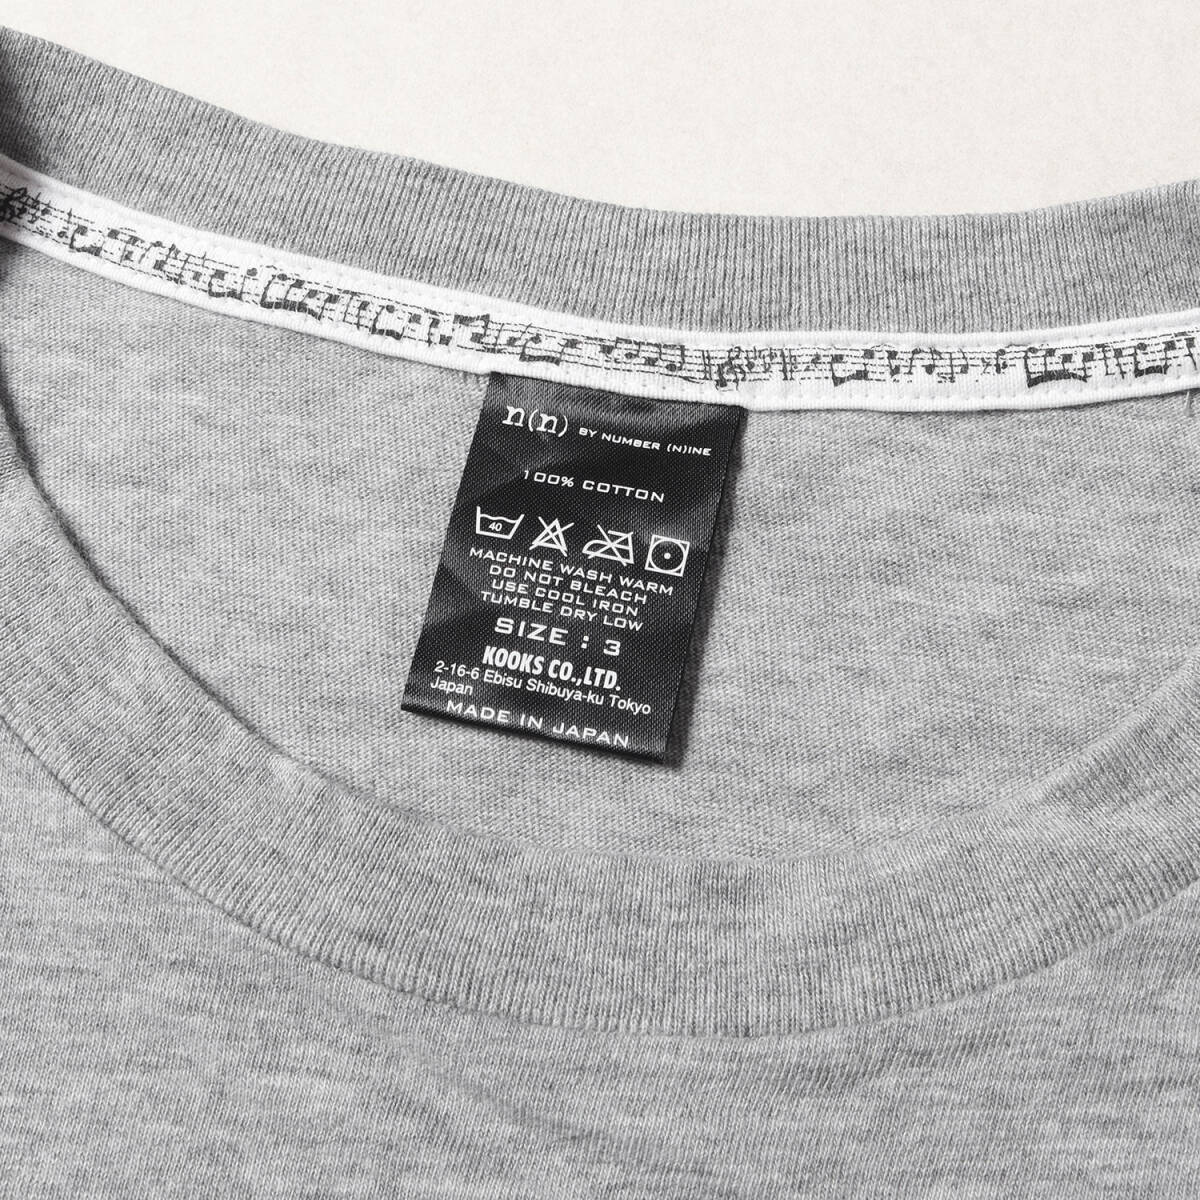 n(n) BY NUMBER (N)INE
100% COTTON
40
MACHINE WASH WARM
DO NOT BLEACH
USE COOL IRON
TUMBLE DRY LOW
SIZE : 3
KOOKS CO.,LTD.
2-16-6 Ebisu Shibuya-ku Tokyo
Japan
MADE IN JAPAN